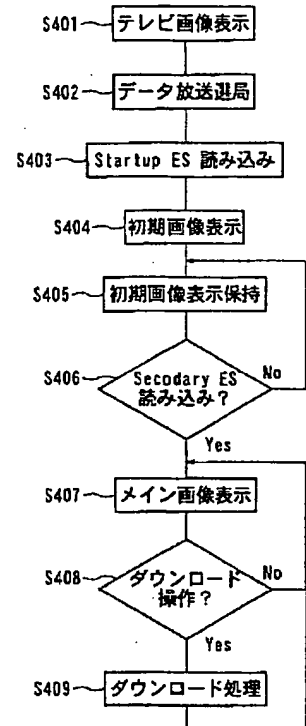 S401 テレビ画像表示
S402 データ放送選局
S403 Startup ES 読み込み
S404 初期画像表示
S405 初期画像表示保持
S406 Secodary ES
読み込み？
No
Yes
S407 メイン画像表示
S408 ダウンロード
操作？
No
Yes
S409 ダウンロード処理